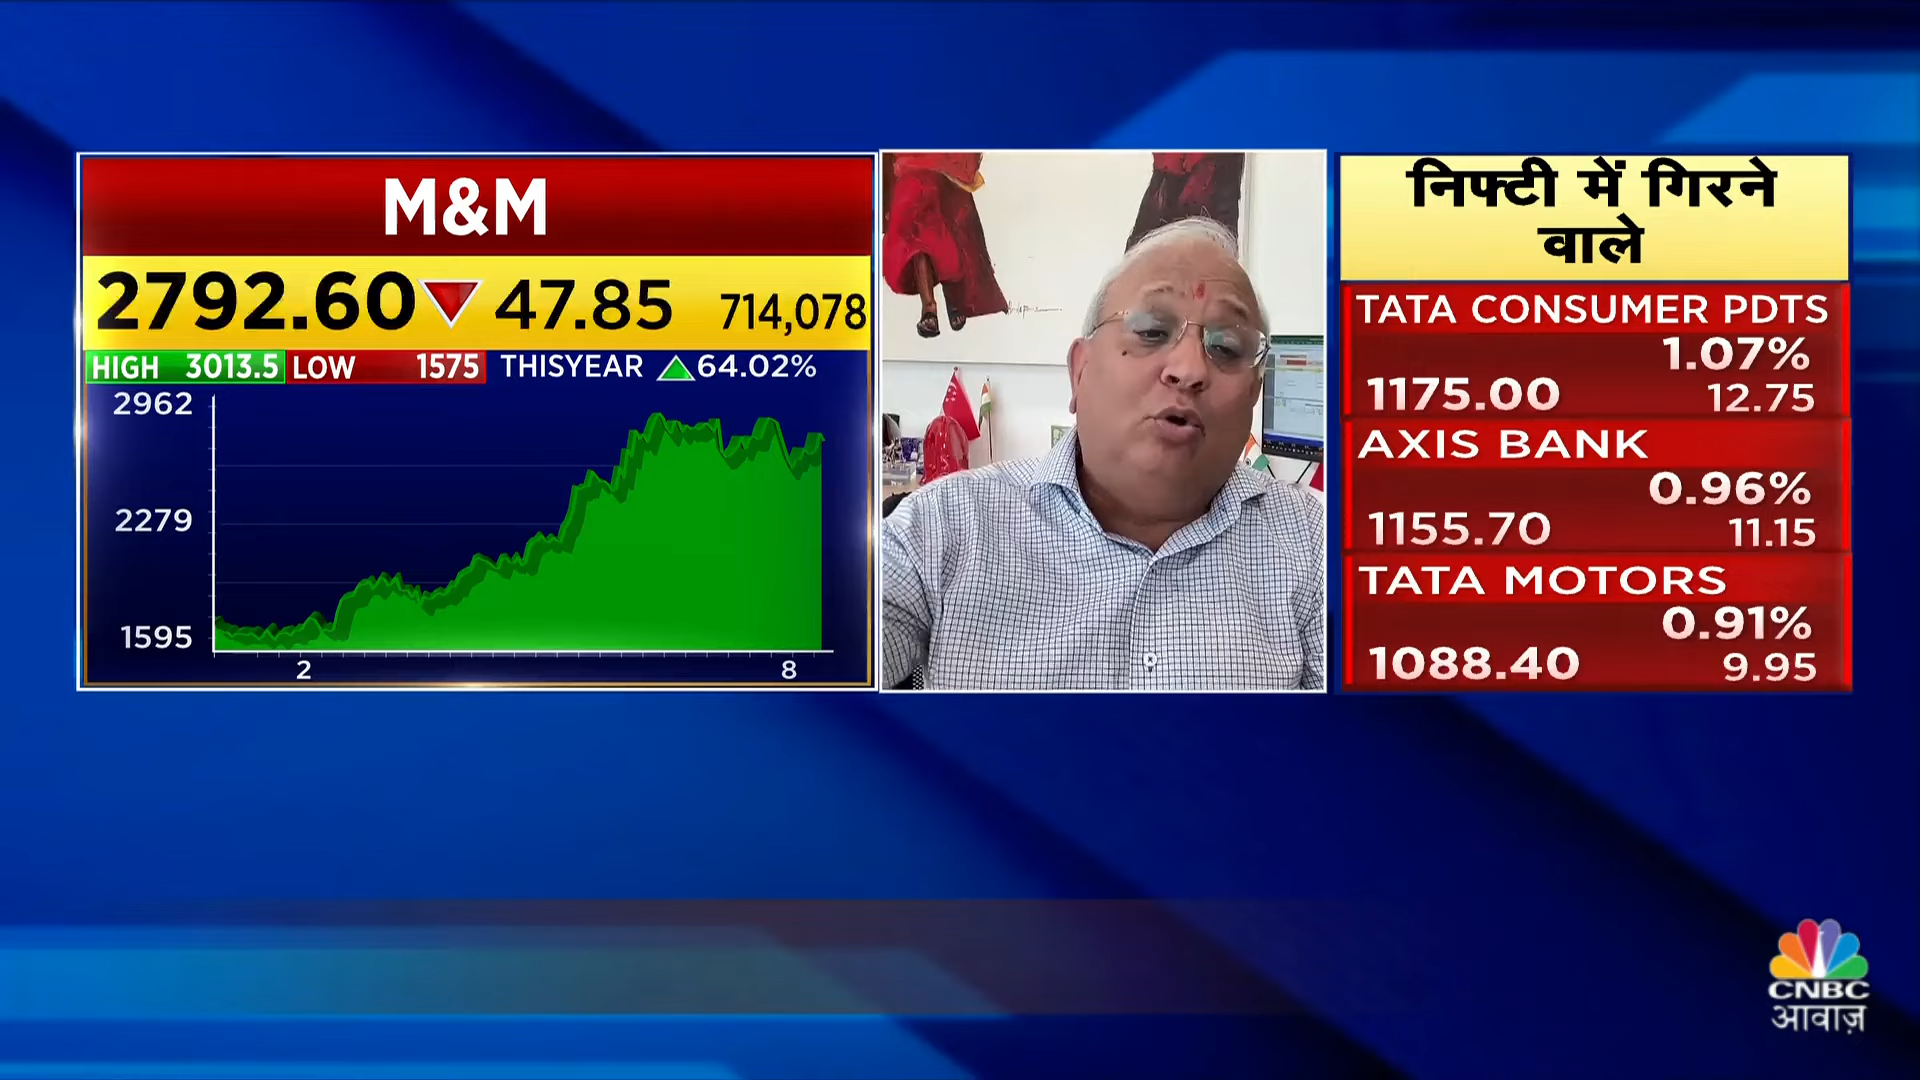 M&M
2792.60 47.85 714,078
HIGH 3013.5 LOW 1575 THISYEAR 64.02%
2962
2279
1595
2 8
निफ्टी में गिरने
वाले
TATA CONSUMER PDTS
1.07%
1175.00 12.75
AXIS BANK
0.96%
1155.70 11.15
TATA MOTORS
0.91%
1088.40 9.95
CNBC
आवाज़